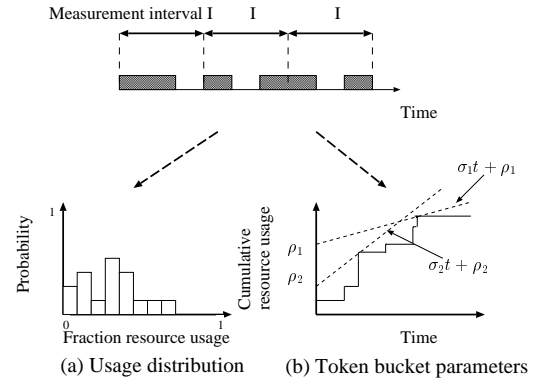 Measurement interval I I I
Time
Probability
1
0
1
Fraction resource usage
(a) Usage distribution
Cumulative
resource usage
ρ₁
ρ₂
σ₁t + ρ₁
σ₂t + ρ₂
Time
(b) Token bucket parameters